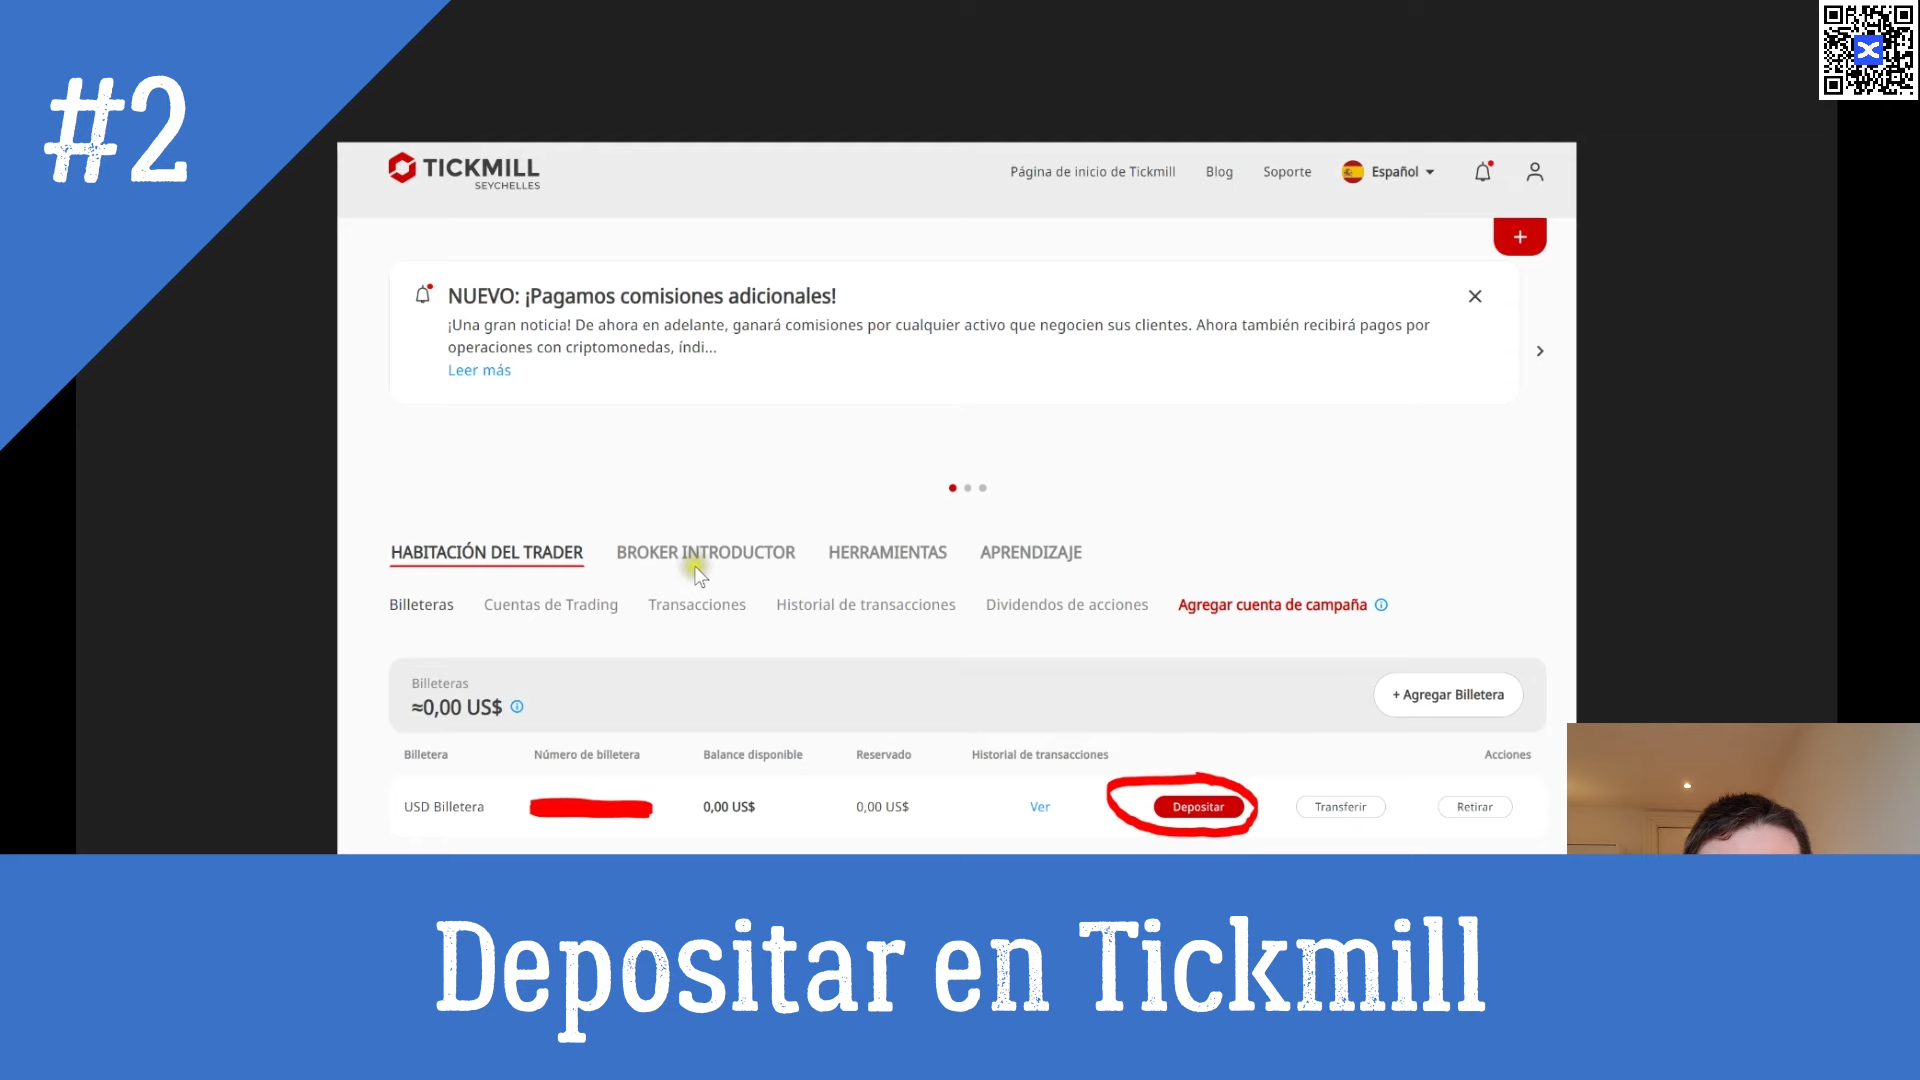 #2
TICKMILL
SEYCHELLES
Página de inicio de Tickmill
Blog
Soporte
Español
+
NUEVO: ¡Pagamos comisiones adicionales!
¡Una gran noticia! De ahora en adelante, ganará comisiones por cualquier activo que negocien sus clientes. Ahora también recibirá pagos por
operaciones con criptomonedas, índi...
Leer más
HABITACIÓN DEL TRADER
BROKER INTRODUCTOR
HERRAMIENTAS
APRENDIZAJE
Billeteras
Cuentas de Trading
Transacciones
Historial de transacciones
Dividendos de acciones
Agregar cuenta de campaña
Billeteras
≈0,00 US$
+ Agregar Billetera
Billetera
Número de billetera
Balance disponible
Reservado
Historial de transacciones
Acciones
USD Billetera
0,00 US$
0,00 US$
Ver
Depositar
Transferir
Retirar
Depositar en Tickmill